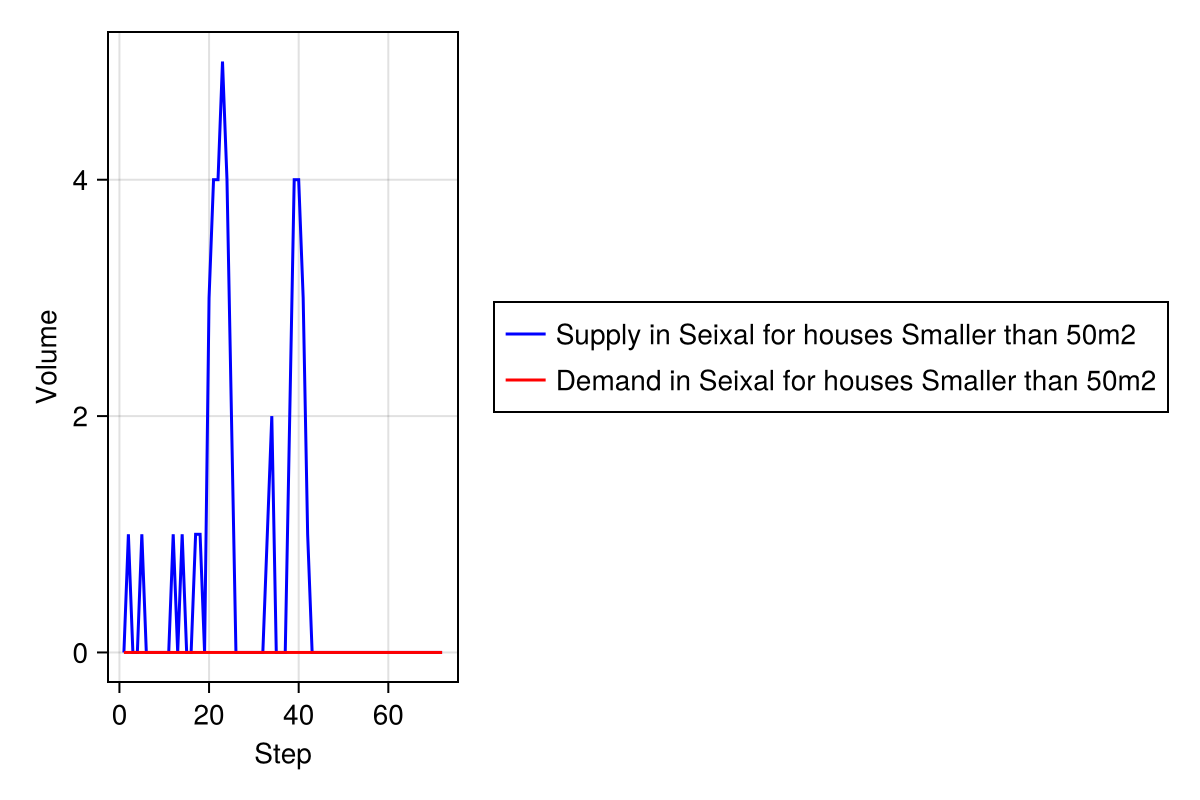 4
2
0
Volume
0 20 40 60
Step
Supply in Seixal for houses Smaller than 50m2
Demand in Seixal for houses Smaller than 50m2